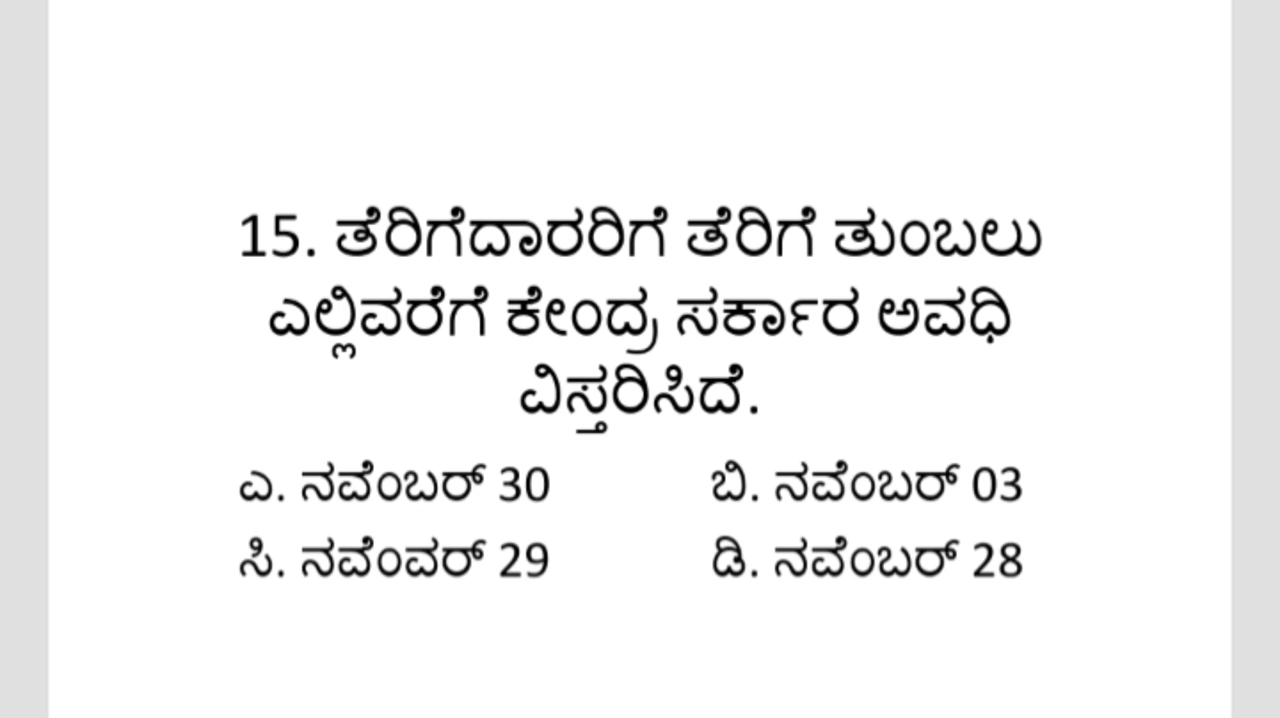 15. ತೆರಿಗೆದಾರರಿಗೆ ತೆರಿಗೆ ತುಂಬಲು
ಎಲ್ಲಿವರೆಗೆ ಕೇಂದ್ರ ಸರ್ಕಾರ ಅವಧಿ
ವಿಸ್ತರಿಸಿದೆ.
ಎ. ನವೆಂಬರ್ 30 ಬಿ. ನವೆಂಬರ್ 03
ಸಿ. ನವೆಂವರ್ 29 ಡಿ. ನವೆಂಬರ್ 28